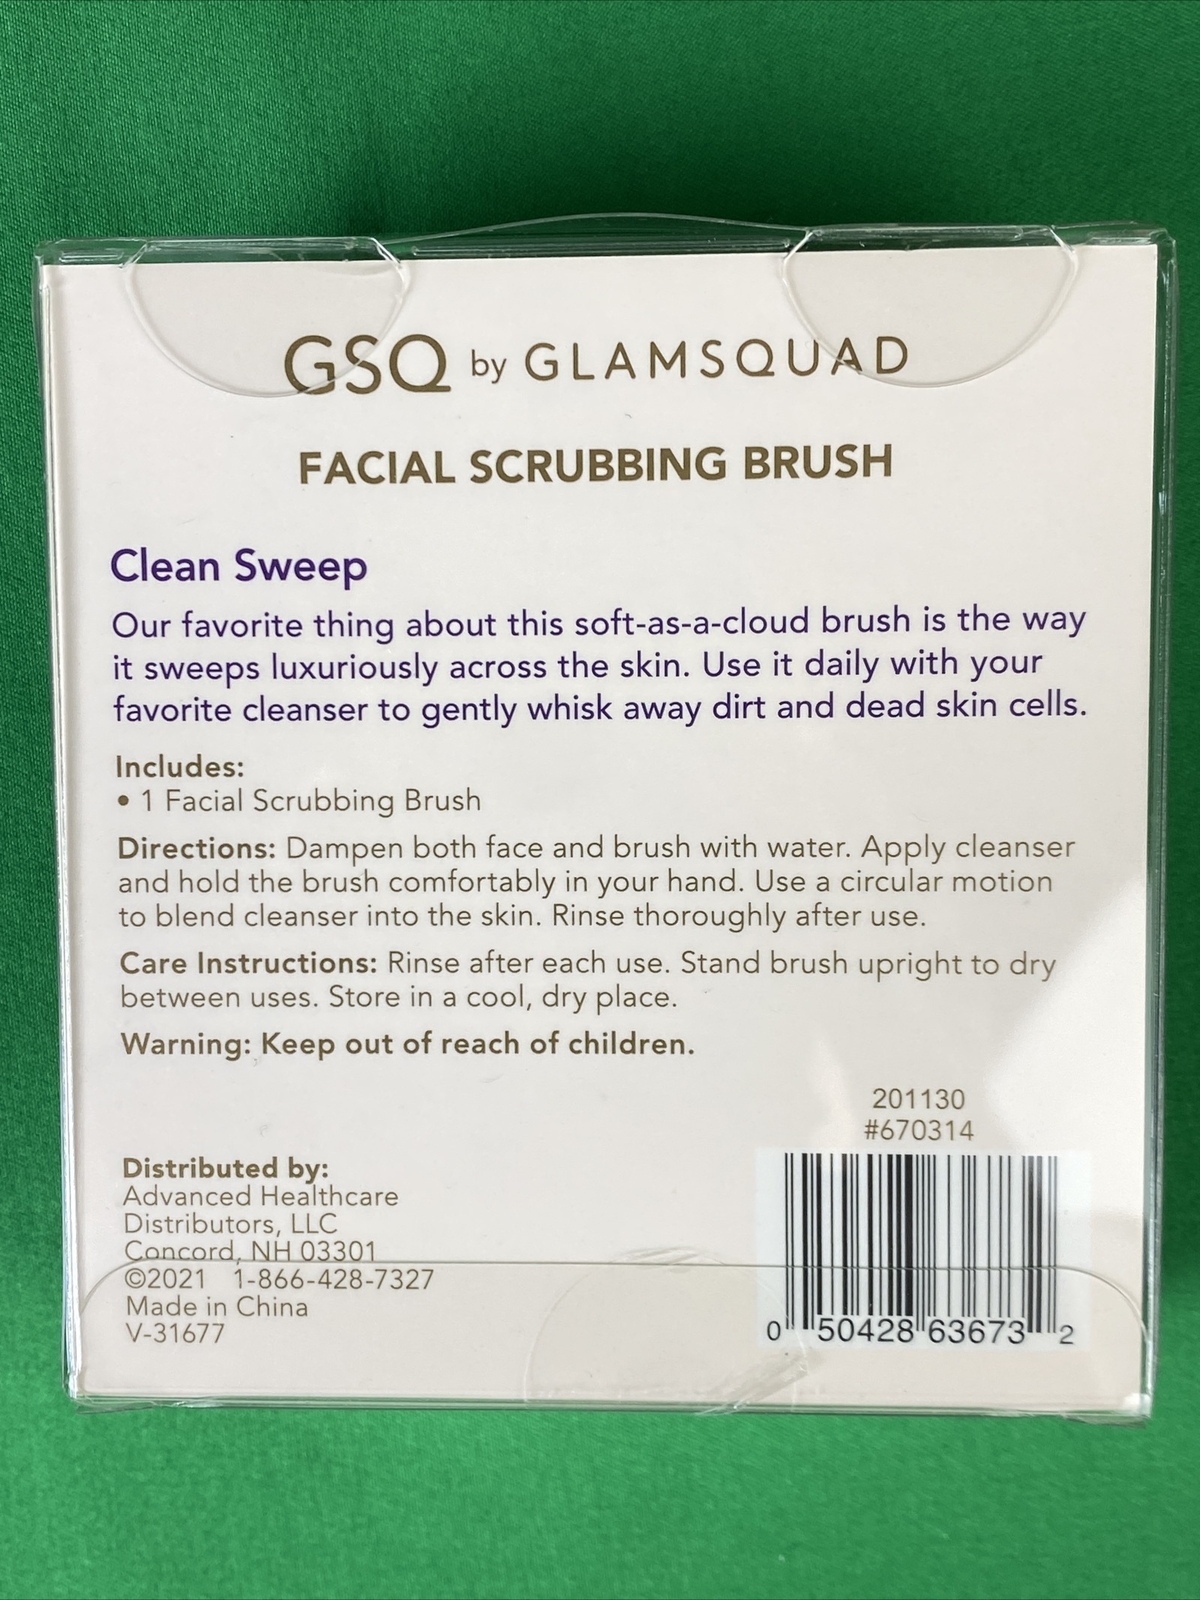 GSQ by GLAMSQUAD
FACIAL SCRUBBING BRUSH
Clean Sweep
Our favorite thing about this soft-as-a-cloud brush is the way
it sweeps luxuriously across the skin. Use it daily with your
favorite cleanser to gently whisk away dirt and dead skin cells.
Includes:
• 1 Facial Scrubbing Brush
Directions: Dampen both face and brush with water. Apply cleanser
and hold the brush comfortably in your hand. Use a circular motion
to blend cleanser into the skin. Rinse thoroughly after use.
Care Instructions: Rinse after each use. Stand brush upright to dry
between uses. Store in a cool, dry place.
Warning: Keep out of reach of children.
201130
#670314
Distributed by:
Advanced Healthcare
Distributors, LLC
Concord, NH 03301
©2021 1-866-428-7327
Made in China
V-31677
0 50428 63673 2